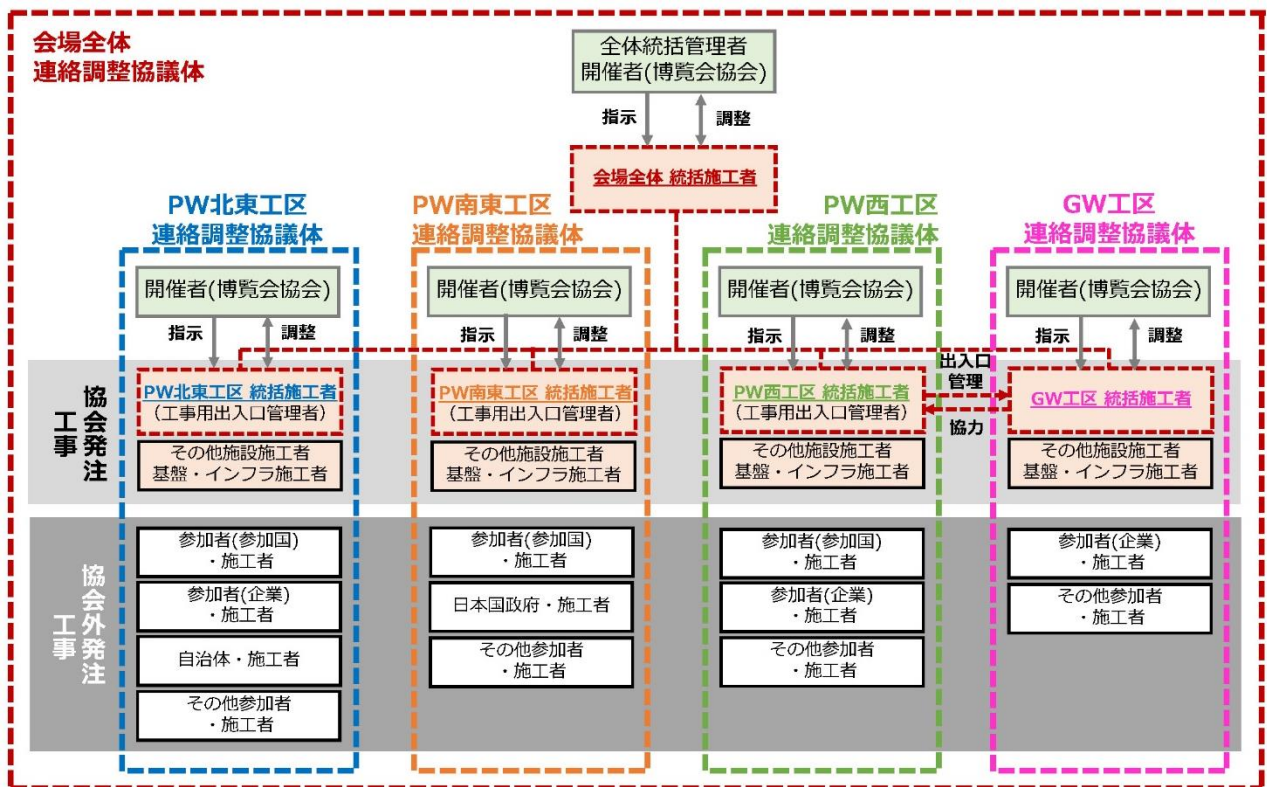 会場全体
連絡調整協議体
全体統括管理者
開催者(博覧会協会)
指示
調整
会場全体 統括施工者
PW北東工区
連絡調整協議体
PW南東工区
連絡調整協議体
PW西工区
連絡調整協議体
GW工区
連絡調整協議体
開催者(博覧会協会)
開催者(博覧会協会)
開催者(博覧会協会)
開催者(博覧会協会)
指示
調整
指示
調整
指示
調整
指示
調整
協会発注
工事
PW北東工区 統括施工者
(工事用出入口管理者)
PW南東工区 統括施工者
(工事用出入口管理者)
PW西工区 統括施工者
(工事用出入口管理者)
出入口
管理
協力
GW工区 統括施工者
その他施設施工者
基盤・インフラ施工者
その他施設施工者
基盤・インフラ施工者
その他施設施工者
基盤・インフラ施工者
その他施設施工者
基盤・インフラ施工者
協会外発注
工事
参加者(参加国)
・施工者
参加者(企業)
・施工者
自治体・施工者
その他参加者
・施工者
参加者(参加国)
・施工者
日本国政府・施工者
その他参加者
・施工者
参加者(参加国)
・施工者
参加者(企業)
・施工者
その他参加者
・施工者
参加者(企業)
・施工者
その他参加者
・施工者